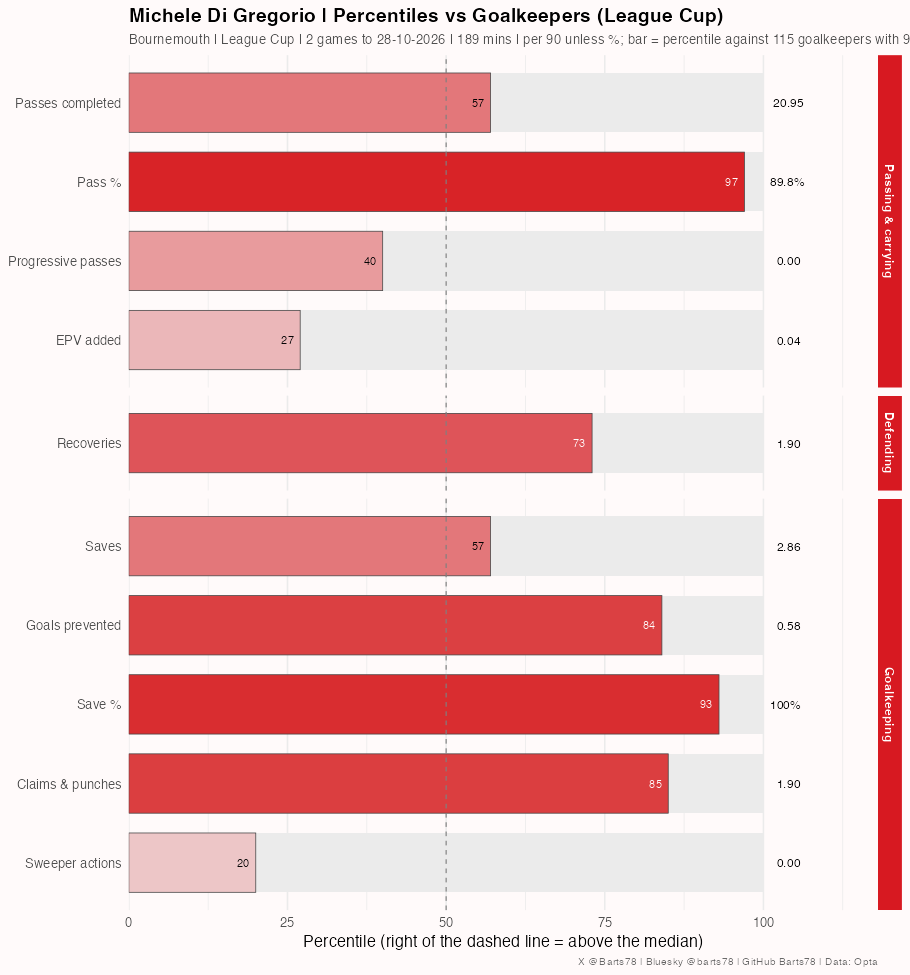 Michele Di Gregorio | Percentiles vs Goalkeepers (League Cup)
Bournemouth | League Cup | 2 games to 28-10-2026 | 189 mins | per 90 unless %; bar = percentile against 115 goalkeepers with 9
Passes completed 57 20.95
Pass % 97 89.8%
Progressive passes 40 0.00
EPV added 27 0.04
Passing & carrying
Recoveries 73 1.90
Defending
Saves 57 2.86
Goals prevented 84 0.58
Save % 93 100%
Claims & punches 85 1.90
Sweeper actions 20 0.00
Goalkeeping
0 25 50 75 100
Percentile (right of the dashed line = above the median)
X @Barts78 | Bluesky @barts78 | GitHub Barts78 | Data: Opta